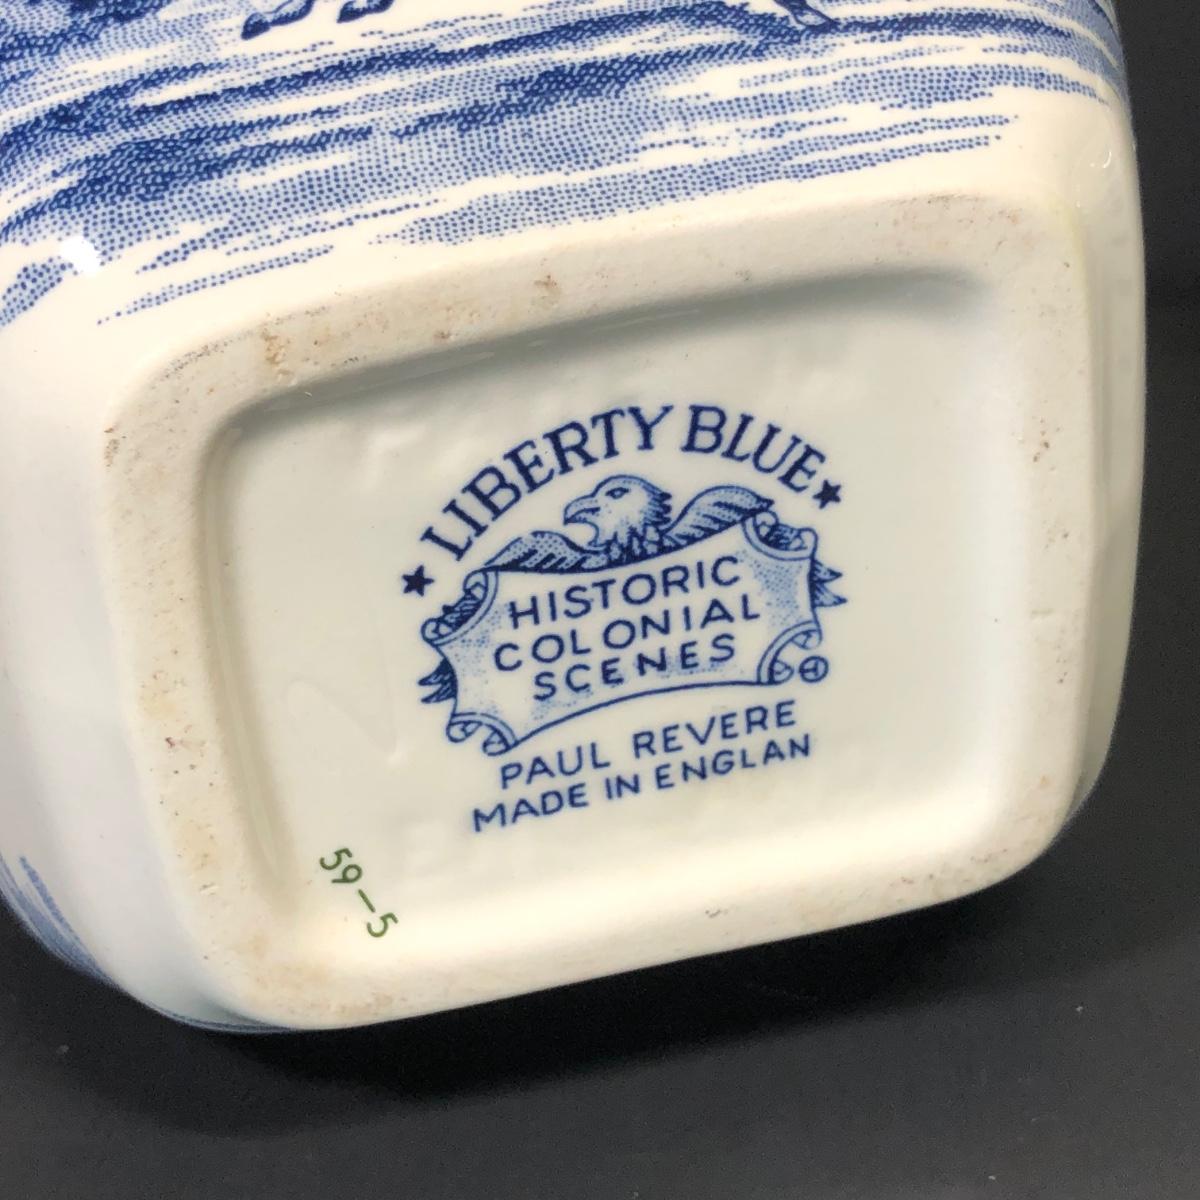 LIBERTY BLUE
HISTORIC
COLONIAL
SCENES
PAUL REVERE
MADE IN ENGLAN
59-5